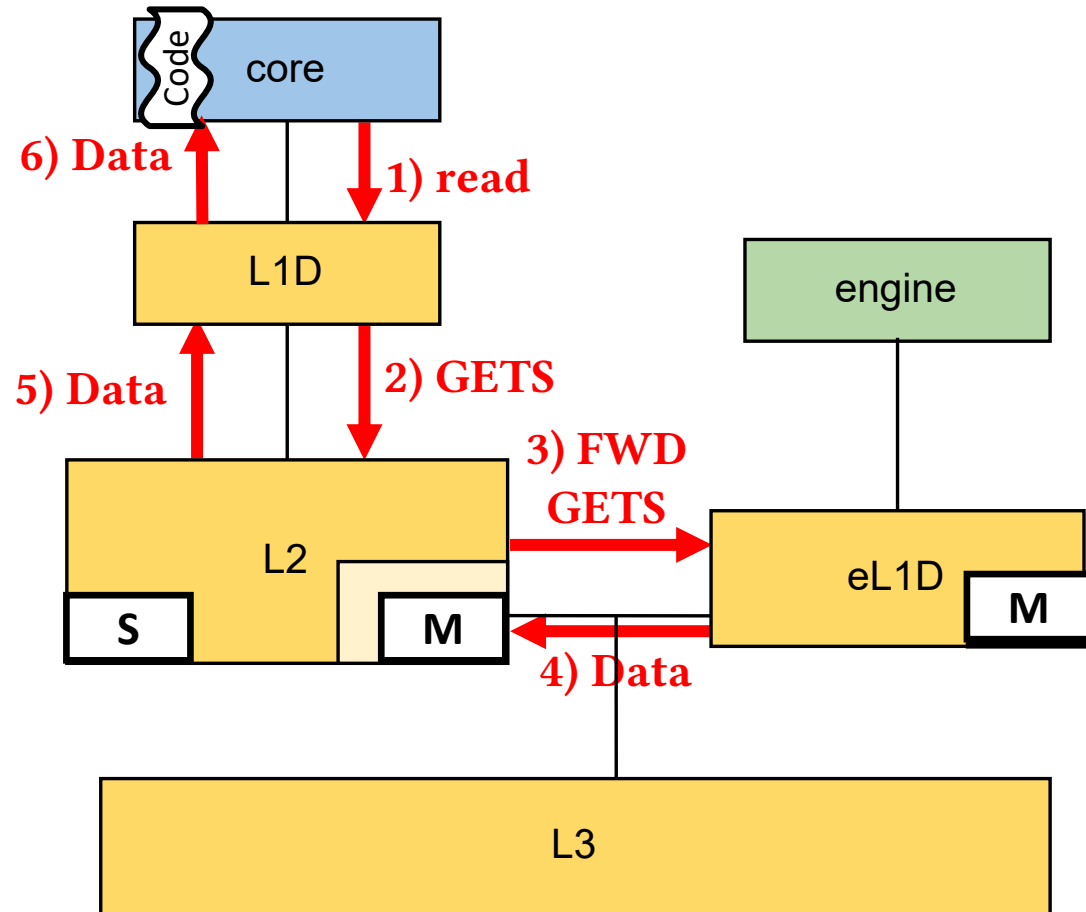 Code
core
6) Data
1) read
L1D
engine
5) Data
2) GETS
3) FWD
GETS
L2
eL1D
S
M
M
4) Data
L3